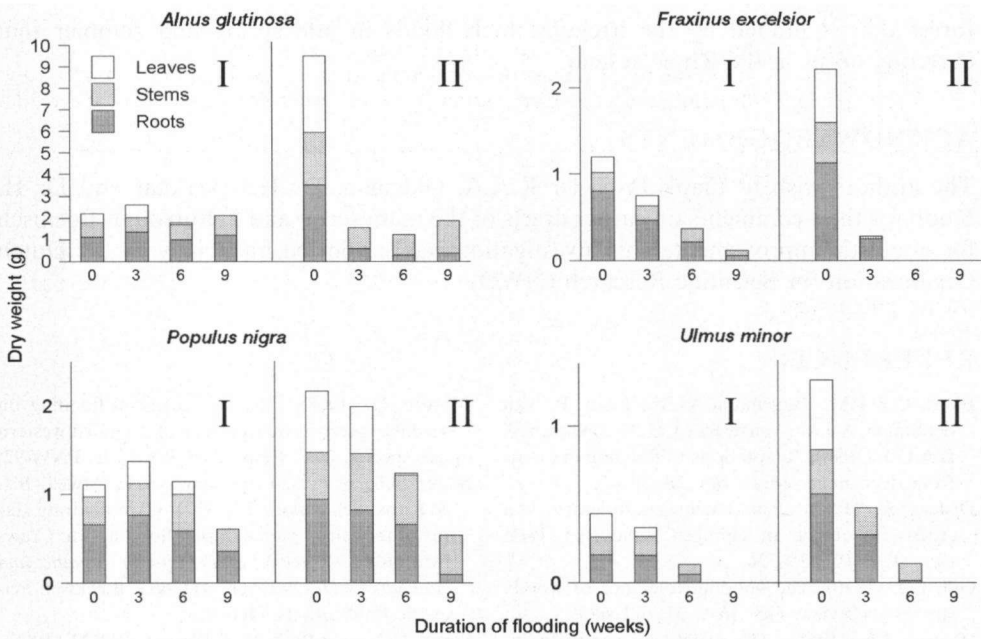 Alnus glutinosa
Fraxinus excelsior
10
9
8
7
6
5
4
3
2
1
0
Leaves
Stems
Roots
I
II
0 3 6 9 0 3 6 9
2
1
0
I
II
0 3 6 9 0 3 6 9
Dry weight (g)
Populus nigra
Ulmus minor
2
1
0
I
II
0 3 6 9 0 3 6 9
2
1
0
I
II
0 3 6 9 0 3 6 9
Duration of flooding (weeks)